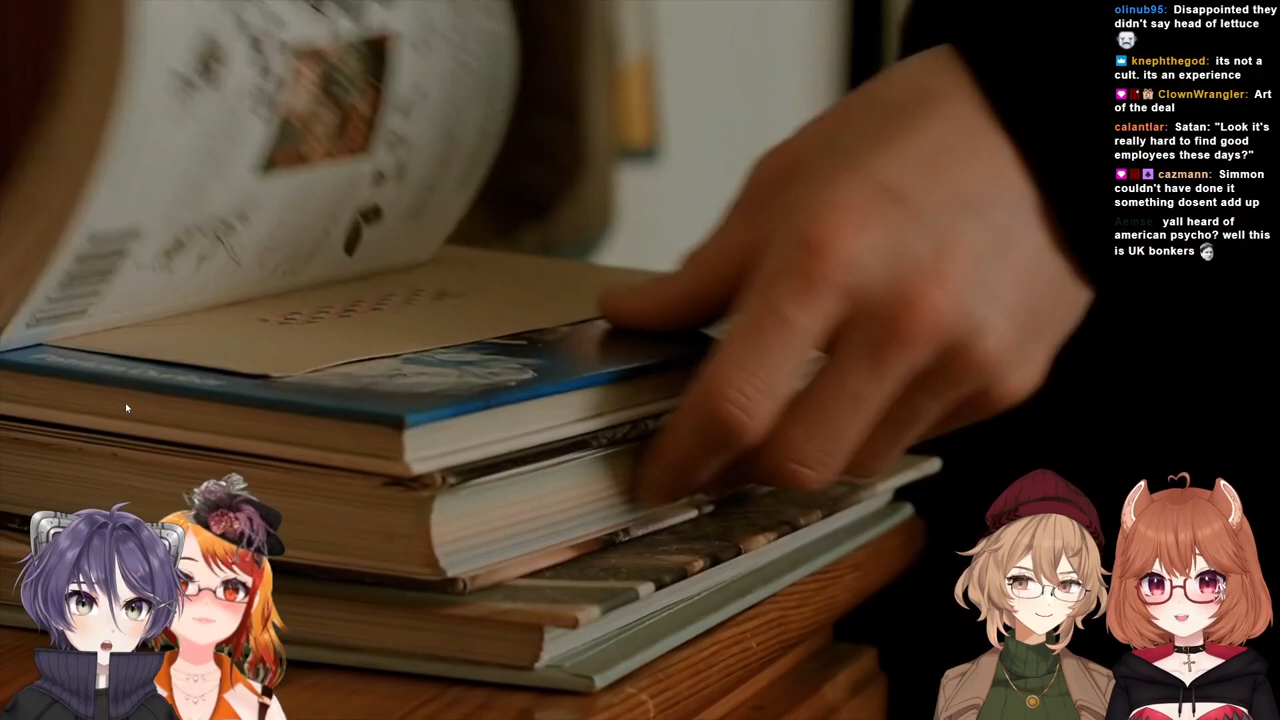 olinub95: Disappointed they
didn't say head of lettuce
knephthegod: its not a
cult. its an experience
ClownWrangler: Art
of the deal
calantlar: Satan: "Look it's
really hard to find good
employees these days?"
cazmann: Simmon
couldn't have done it
something dosent add up
Aemse: yall heard of
american psycho? well this
is UK bonkers